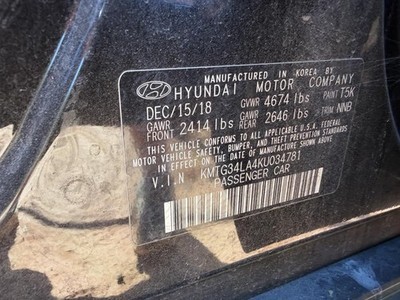 MANUFACTURED IN KOREA BY
HYUNDAI MOTOR COMPANY
DEC/15/18 GVWR 4674 lbs PAINT T5K
GAWR FRONT 2414 lbs GAWR REAR 2646 lbs TRIM NNB
THIS VEHICLE CONFORMS TO ALL APPLICABLE U.S.A FEDERAL
MOTOR VEHICLE SAFETY, BUMPER, AND THEFT PREVENTION STANDARDS
IN EFFECT ON THE DATE OF MANUFACTURE SHOWN ABOVE.
V.I.N KMTG34LA4KU034781
PASSENGER CAR